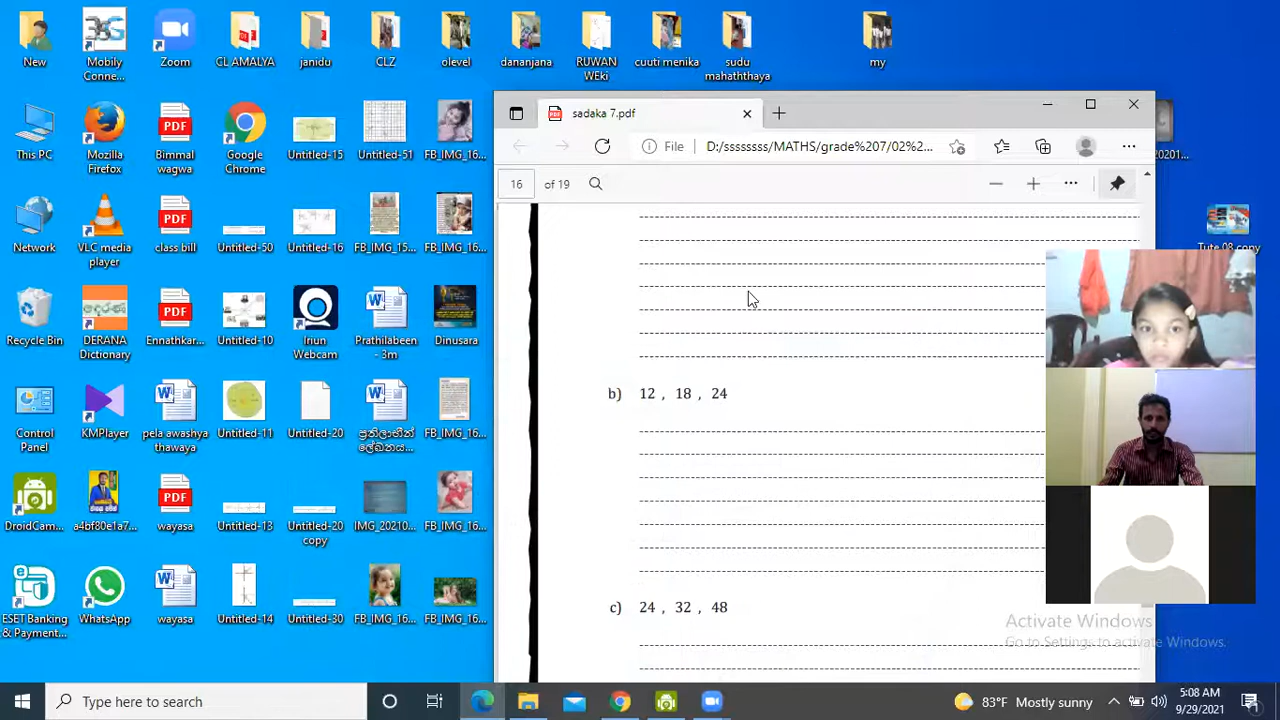 New
Mobily
Conne...
Zoom
CL AMALYA
janidu
CLZ
olevel
dananjana
RUWAN
WEki
cuuti menika
sudu
mahaththaya
my
This PC
Mozilla
Firefox
Bimmal
wagwa
Google
Chrome
Untitled-15
Untitled-51
FB_IMG_16...
Network
VLC media
player
class bill
Untitled-50
Untitled-16
FB_IMG_15...
FB_IMG_16...
Recycle Bin
DERANA
Dictionary
Ennathkar...
Untitled-10
Iriun
Webcam
Prathilabeen
- 3m
Dinusara
Control
Panel
KMPlayer
pela awashya
thawaya
Untitled-11
Untitled-20
ප්‍රතිලාභීන්
ලේඛනය...
FB_IMG_16...
DroidCam...
a4bf80e1a7...
wayasa
Untitled-13
Untitled-20
copy
IMG_20210...
FB_IMG_16...
ESET Banking
& Payment...
WhatsApp
wayasa
Untitled-14
Untitled-30
FB_IMG_16...
FB_IMG_16...
sadaka 7.pdf
File
D:/ssssssss/MATHS/grade%207/02%2...
16 of 19
b) 12 , 18 , 24
c) 24 , 32 , 48
20201...
Tute 08 copy
Activate Windows
Go to Settings to activate Windows.
Type here to search
83°F Mostly sunny
5:08 AM
9/29/2021